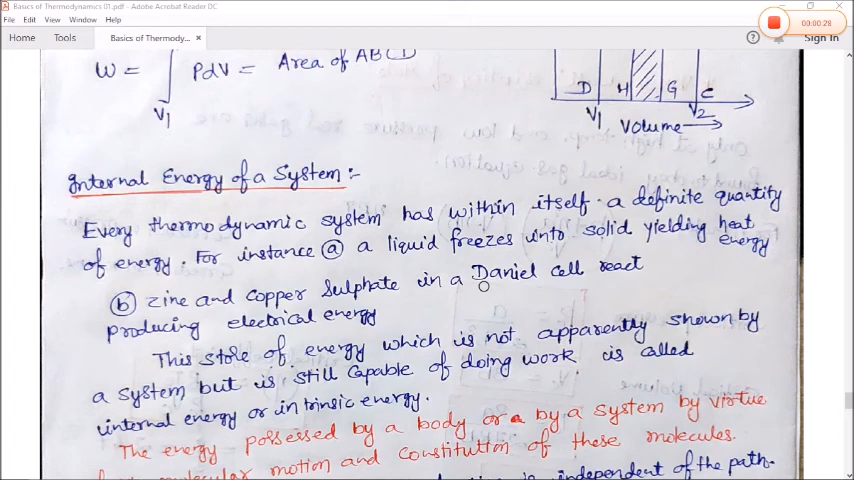 Basics of Thermodynamics 01.pdf - Adobe Acrobat Reader DC
File Edit View Window Help
Home Tools Basics of Thermody... × ? Sign In
00:00:28
W = ∫ PdV = Area of AB
V1
D H G C
V1 V2
Volume →
Internal Energy of a System :-
Every thermodynamic system has within itself a definite quantity
of energy. For instance (a) a liquid freezes into solid yielding heat
energy
(b) Zinc and Copper Sulphate in a Daniel cell react
producing electrical energy
This store of energy which is not apparently shown by
a system but is still capable of doing work is called
internal energy or intrinsic energy.
The energy possessed by a body or by a system by virtue
molecular motion and constitution of these molecules.
is independent of the path.